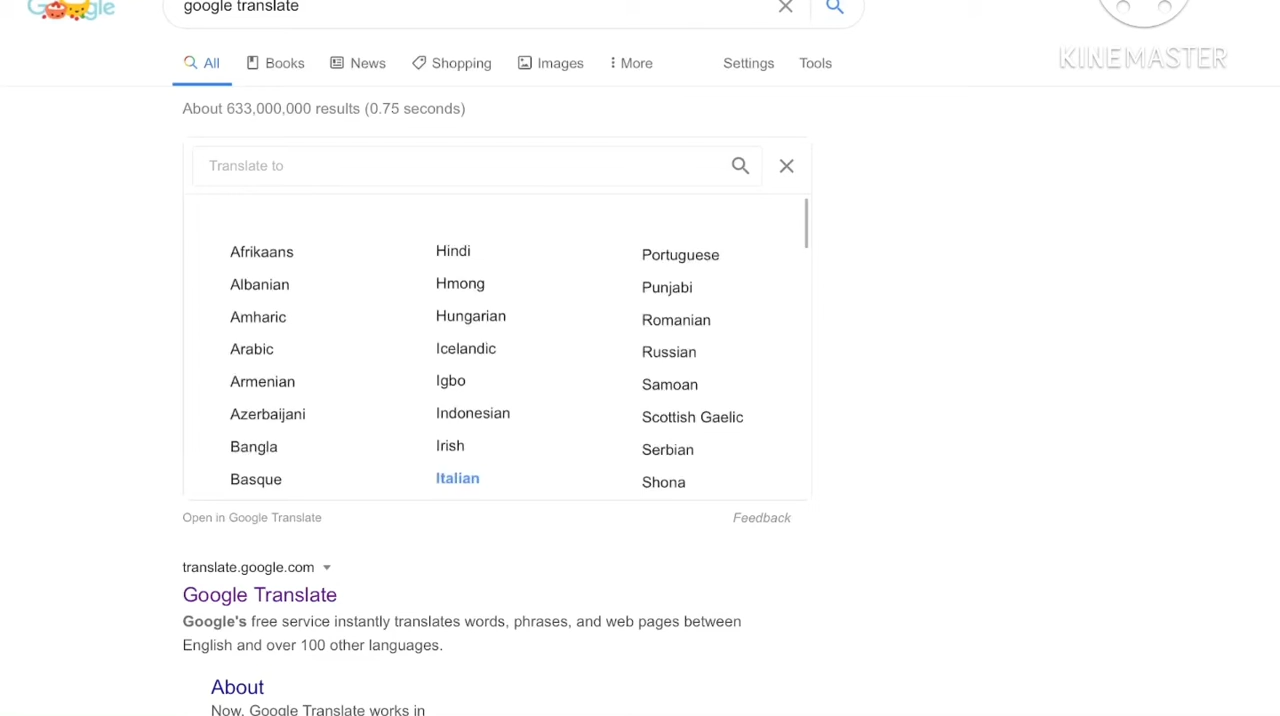 Google
google translate
KINEMASTER
All
Books
News
Shopping
Images
More
Settings
Tools
About 633,000,000 results (0.75 seconds)
Translate to
Afrikaans
Albanian
Amharic
Arabic
Armenian
Azerbaijani
Bangla
Basque
Hindi
Hmong
Hungarian
Icelandic
Igbo
Indonesian
Irish
Italian
Portuguese
Punjabi
Romanian
Russian
Samoan
Scottish Gaelic
Serbian
Shona
Open in Google Translate
Feedback
translate.google.com
Google Translate
Google's free service instantly translates words, phrases, and web pages between
English and over 100 other languages.
About
Now, Google Translate works in